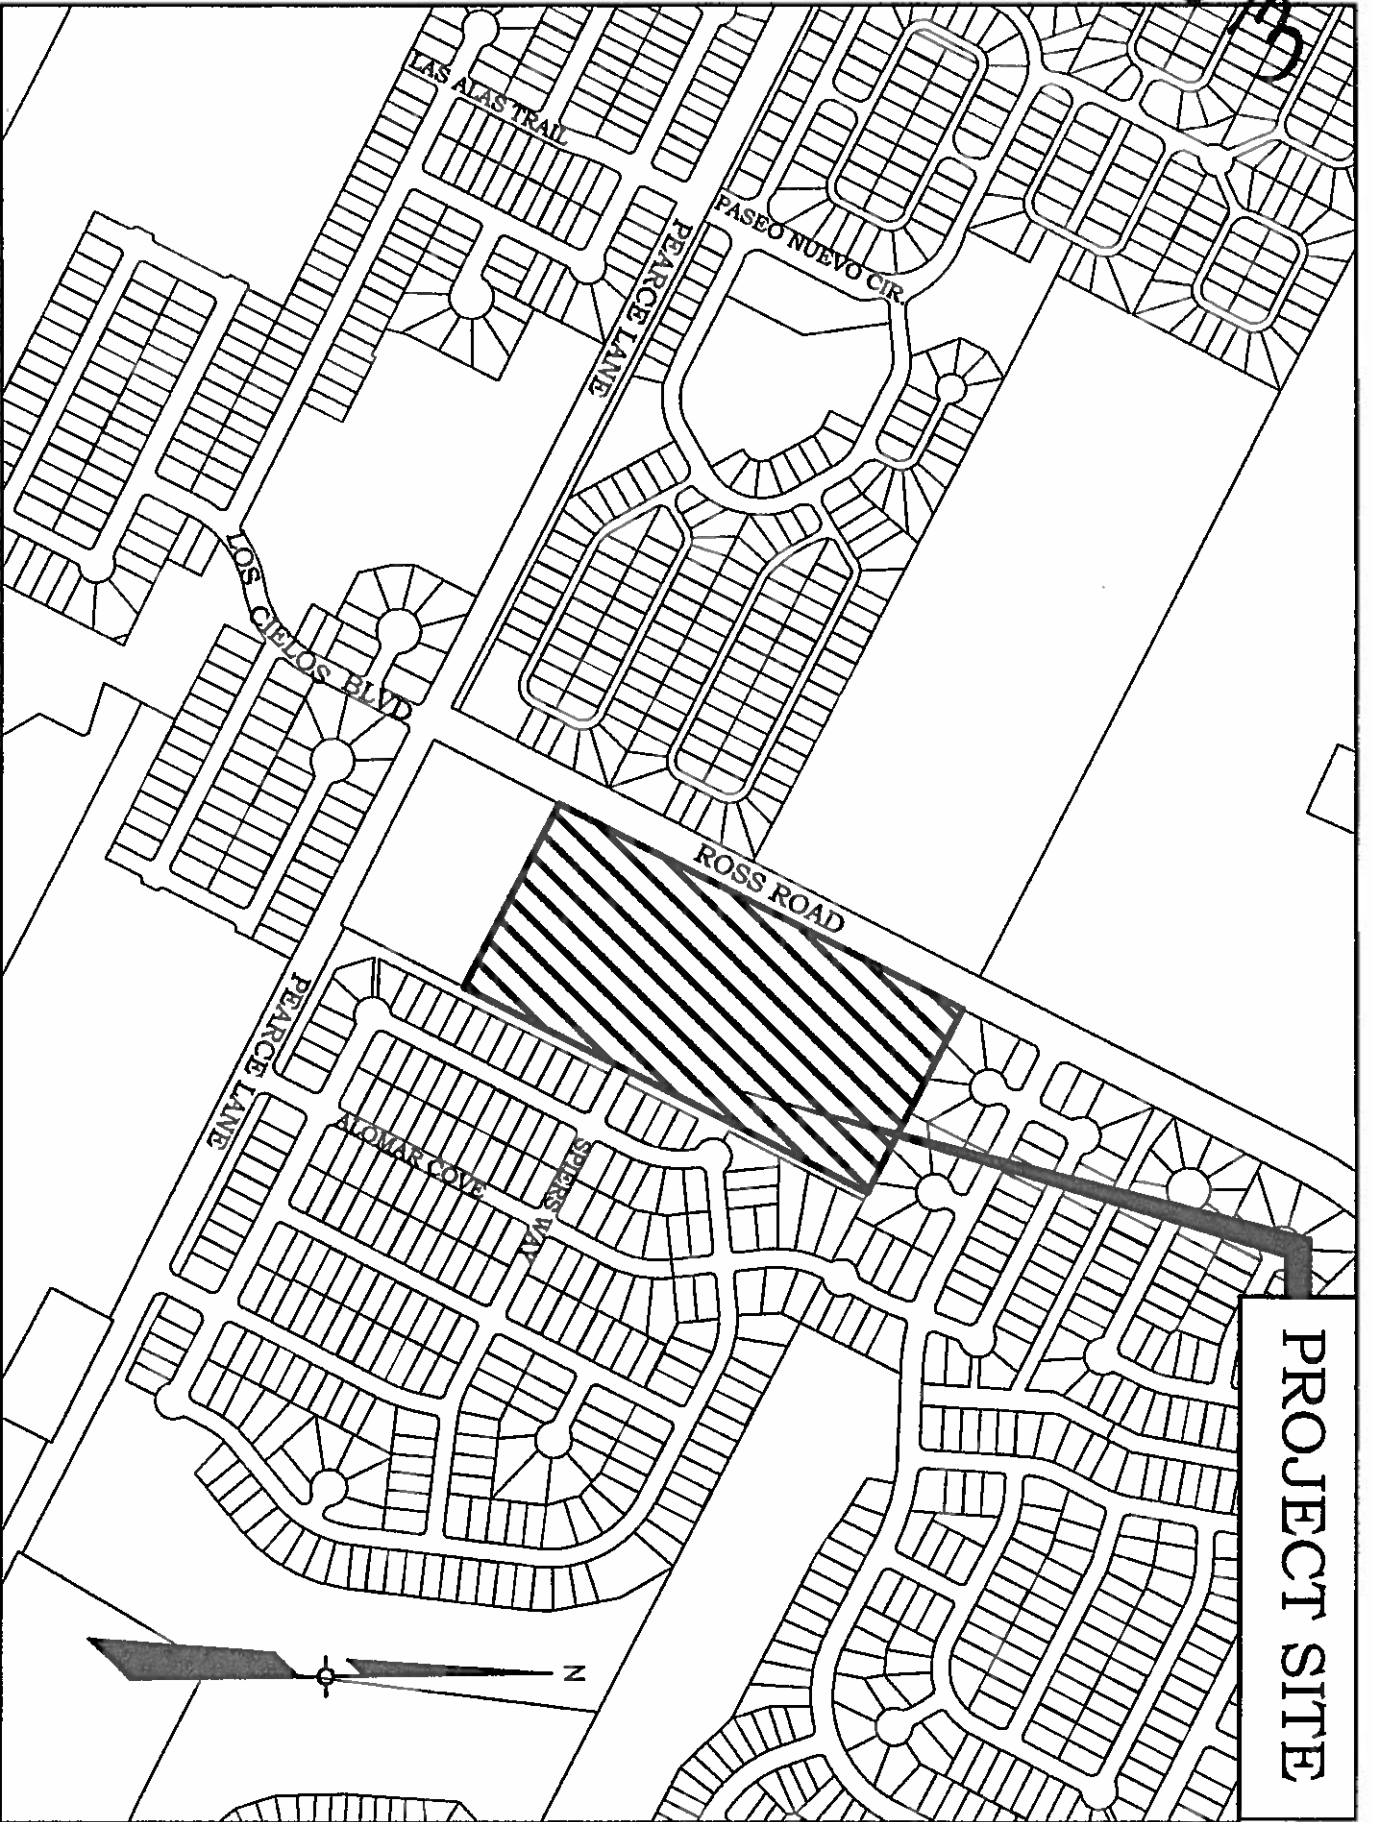 LAS ALAS TRAIL
PASEO NUEVO CIR.
PEARCE LANE
LOS CIELOS BLVD
ROSS ROAD
PEARCE LANE
ALOMAR COVE
SPIERS WAY
PROJECT SITE
N